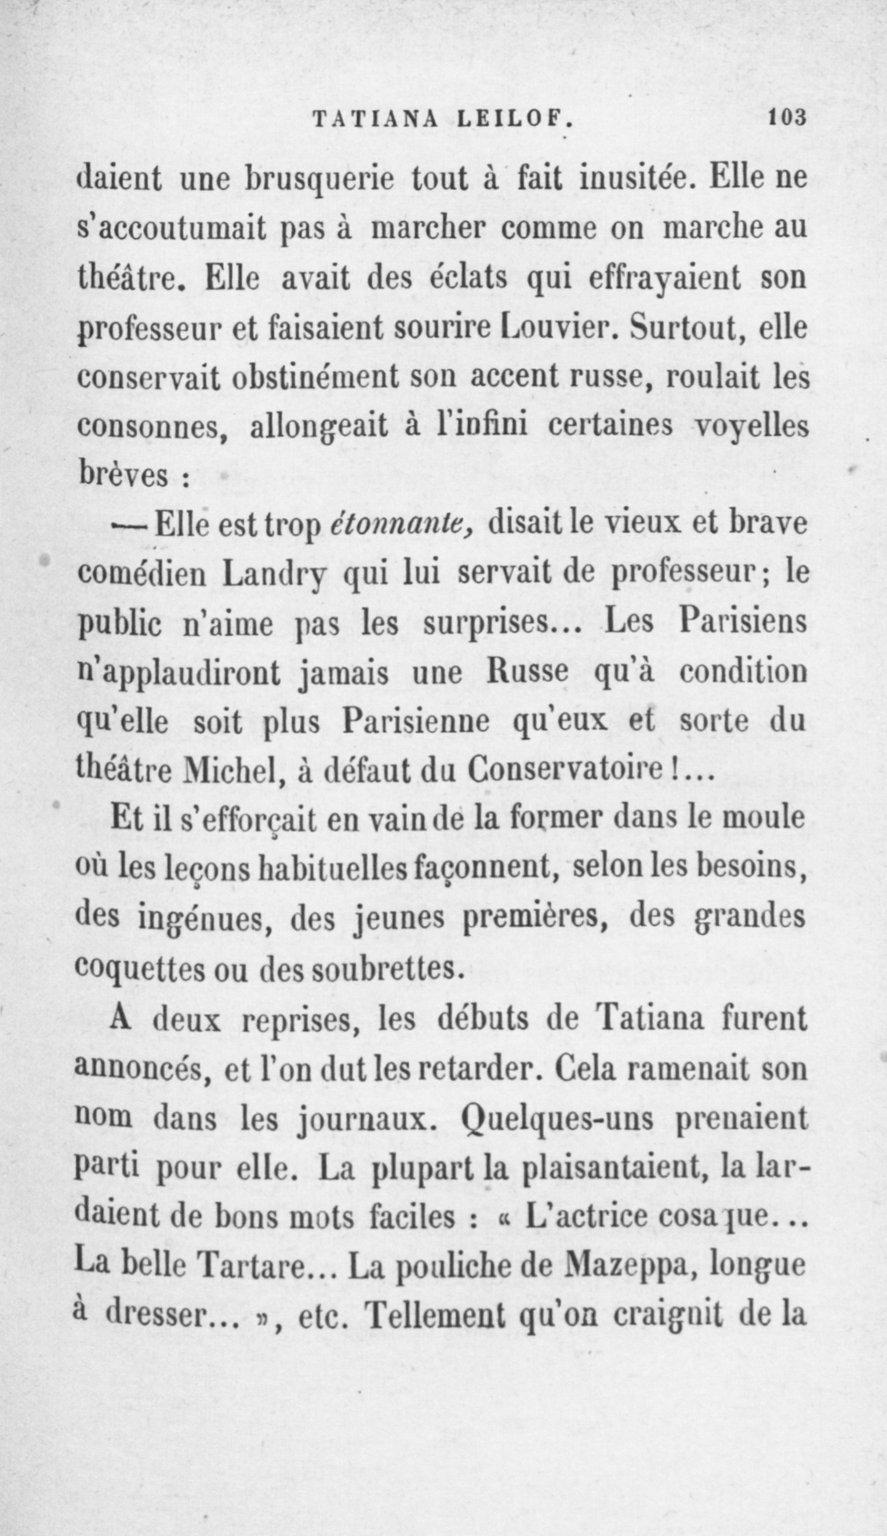 TATIANA LEILOF. 103
daient une brusquerie tout à fait inusitée. Elle ne
s'accoutumait pas à marcher comme on marche au
théâtre. Elle avait des éclats qui effrayaient son
professeur et faisaient sourire Louvier. Surtout, elle
conservait obstinément son accent russe, roulait les
consonnes, allongeait à l'infini certaines voyelles
brèves :
— Elle est trop étonnante, disait le vieux et brave
comédien Landry qui lui servait de professeur; le
public n'aime pas les surprises... Les Parisiens
n'applaudiront jamais une Russe qu'à condition
qu'elle soit plus Parisienne qu'eux et sorte du
théâtre Michel, à défaut du Conservatoire !...
Et il s'efforçait en vain de la former dans le moule
où les leçons habituelles façonnent, selon les besoins,
des ingénues, des jeunes premières, des grandes
coquettes ou des soubrettes.
A deux reprises, les débuts de Tatiana furent
annoncés, et l'on dut les retarder. Cela ramenait son
nom dans les journaux. Quelques-uns prenaient
parti pour elle. La plupart la plaisantaient, la lar-
daient de bons mots faciles : « L'actrice cosaque...
La belle Tartare... La pouliche de Mazeppa, longue
à dresser... », etc. Tellement qu'on craignit de la